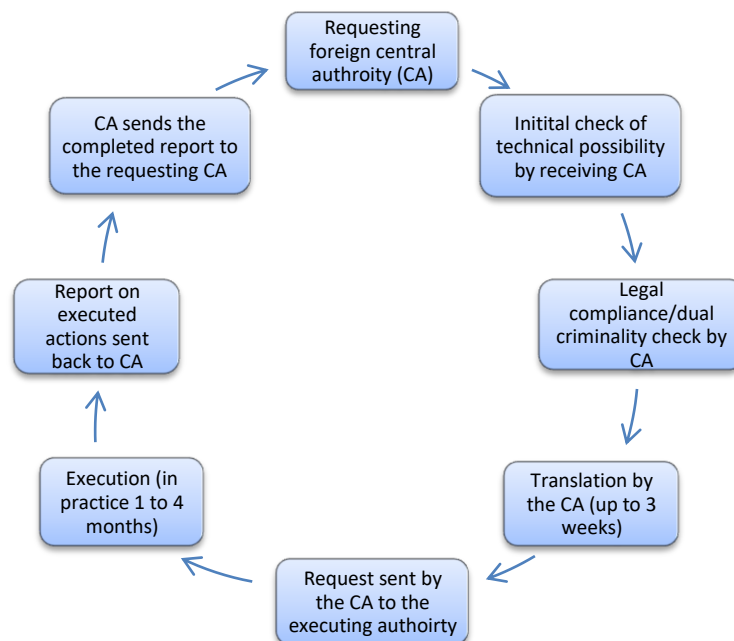 Requesting
foreign central
authroity (CA)
Initital check of
technical possibility
by receiving CA
Legal
compliance/dual
criminality check by
CA
Translation by
the CA (up to 3
weeks)
Request sent by
the CA to the
executing authoirty
Execution (in
practice 1 to 4
months)
Report on
executed
actions sent
back to CA
CA sends the
completed report to
the requesting CA